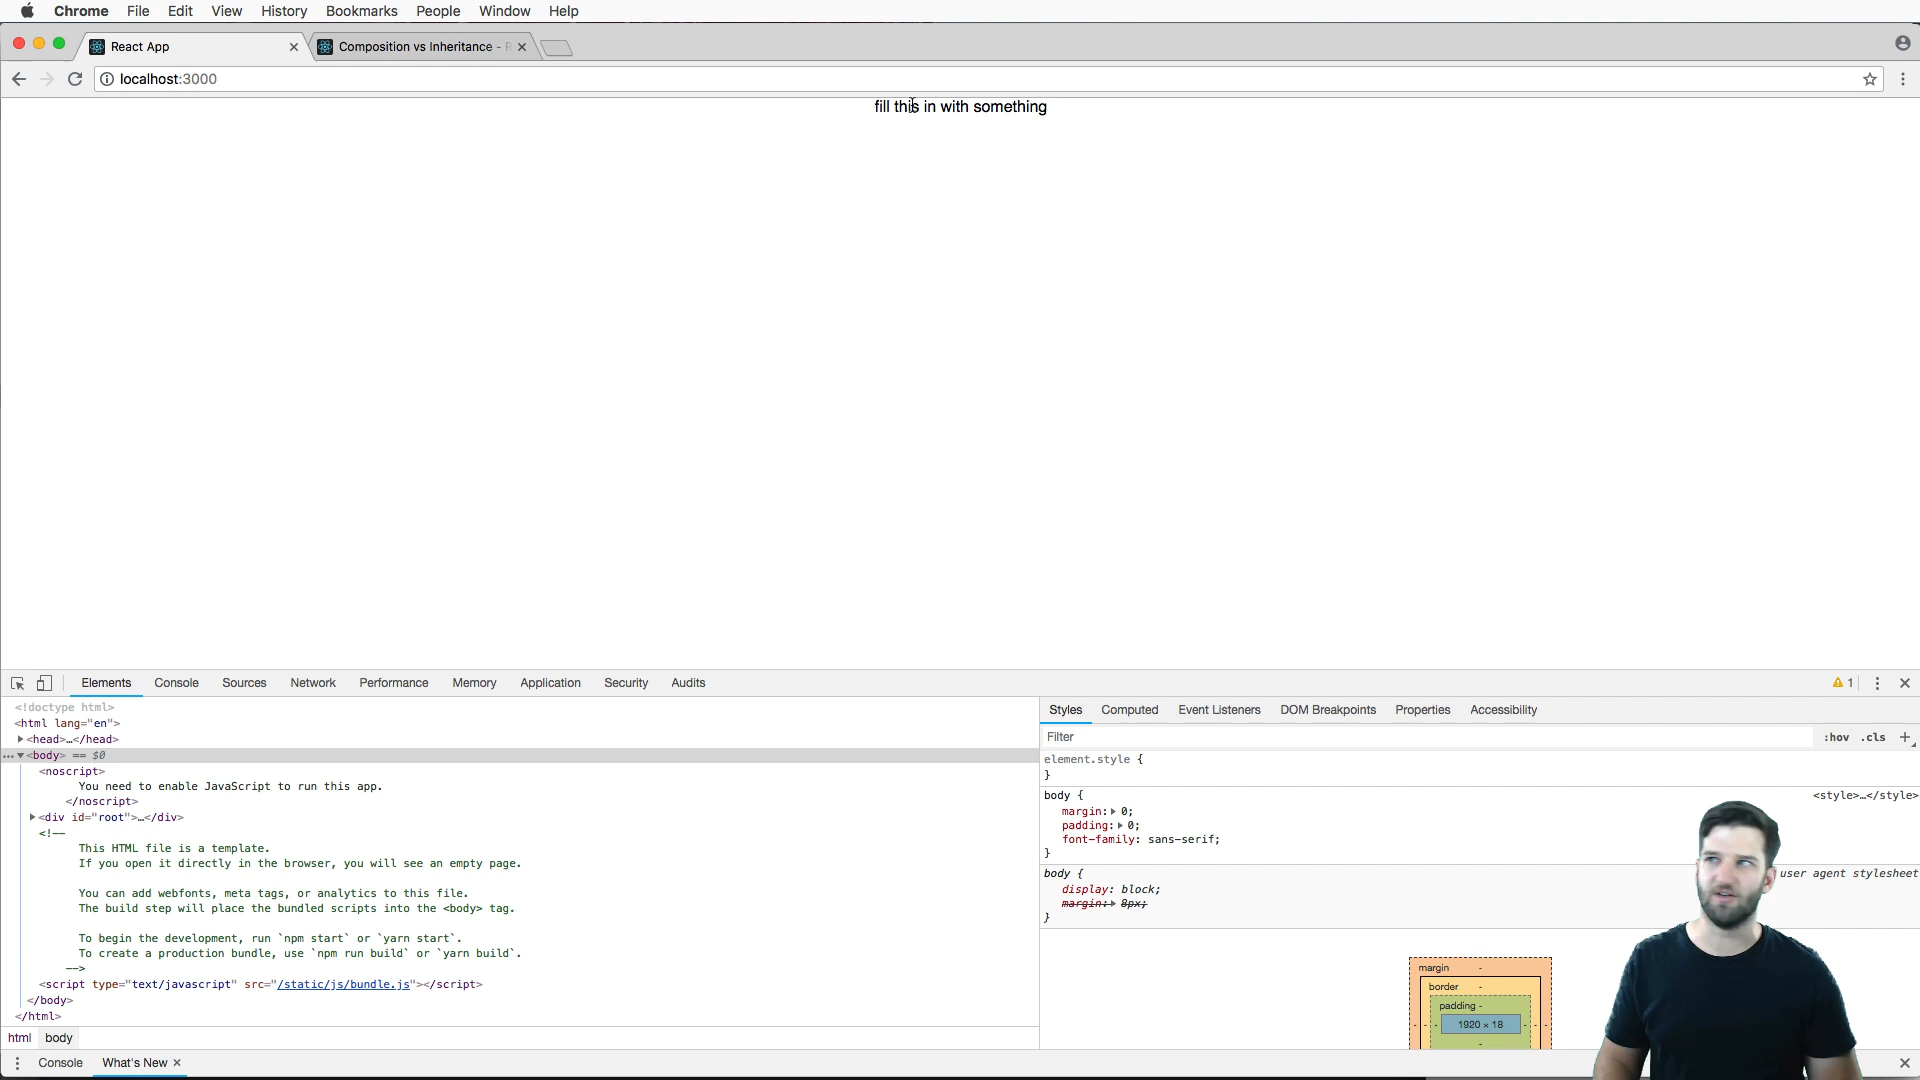 Chrome File Edit View History Bookmarks People Window Help
React App
Composition vs Inheritance - R
localhost:3000
fill this in with something
Elements Console Sources Network Performance Memory Application Security Audits
1
<!doctype html>
<html lang="en">
<head>…</head>
<body> == $0
<noscript>
You need to enable JavaScript to run this app.
</noscript>
<div id="root">…</div>
<!--
This HTML file is a template.
If you open it directly in the browser, you will see an empty page.
You can add webfonts, meta tags, or analytics to this file.
The build step will place the bundled scripts into the <body> tag.
To begin the development, run `npm start` or `yarn start`.
To create a production bundle, use `npm run build` or `yarn build`.
-->
<script type="text/javascript" src="/static/js/bundle.js"></script>
</body>
</html>
html body
Styles Computed Event Listeners DOM Breakpoints Properties Accessibility
Filter
:hov .cls +
element.style {
}
body { <style>…</style>
margin: 0;
padding: 0;
font-family: sans-serif;
}
body { user agent stylesheet
display: block;
margin: 8px;
}
margin -
border -
padding -
- - - 1920 × 18 - - -
-
Console What's New